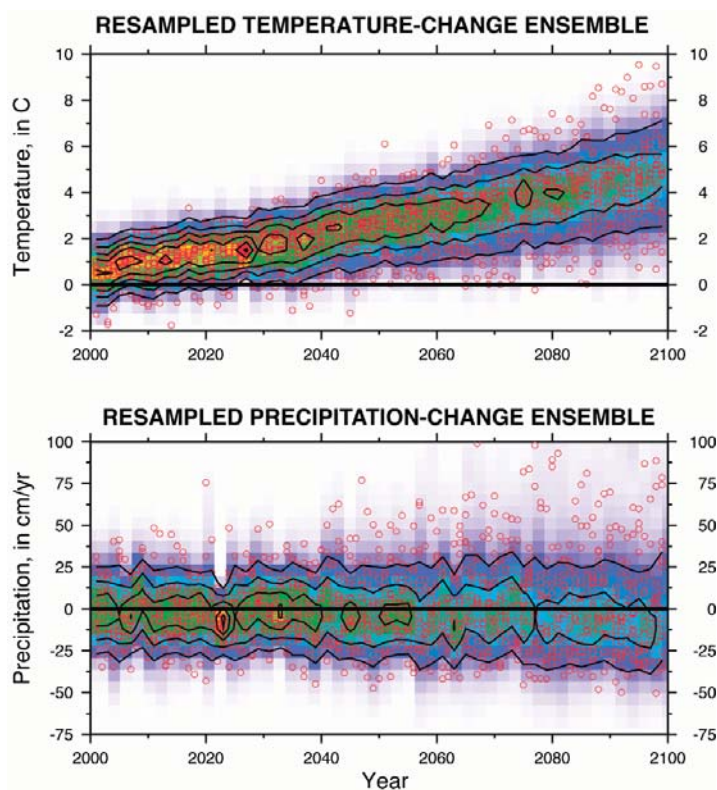 RESAMPLED TEMPERATURE-CHANGE ENSEMBLE
10 10
8 8
6 6
4 4
2 2
0 0
-2 -2
Temperature, in C
2000 2020 2040 2060 2080 2100
RESAMPLED PRECIPITATION-CHANGE ENSEMBLE
100 100
75 75
50 50
25 25
0 0
-25 -25
-50 -50
-75 -75
Precipitation, in cm/yr
2000 2020 2040 2060 2080 2100
Year